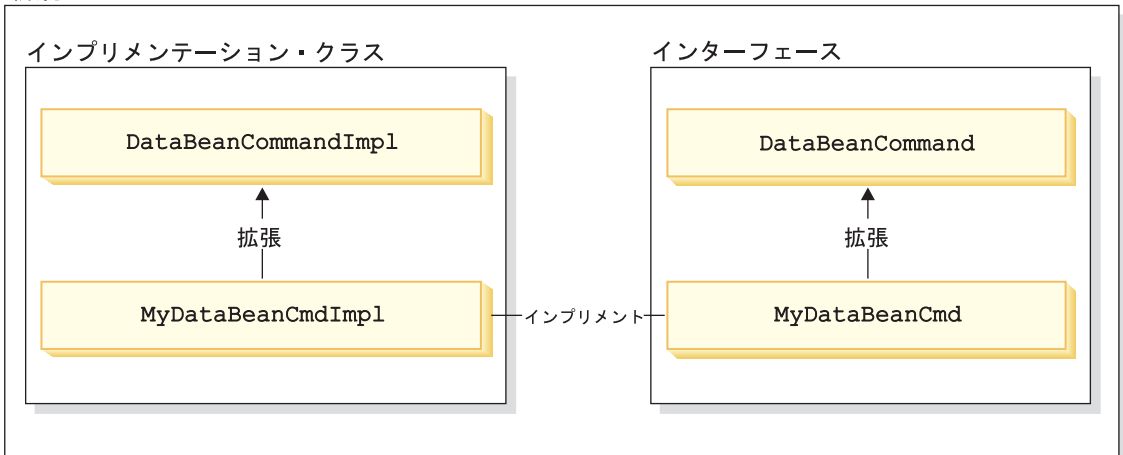 インプリメンテーション・クラス
インターフェース
DataBeanCommandImpl
DataBeanCommand
拡張
拡張
MyDataBeanCmdImpl
インプリメント
MyDataBeanCmd